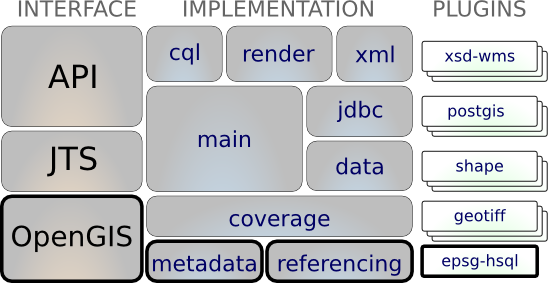 INTERFACE IMPLEMENTATION PLUGINS
API cql render xml xsd-wms
main jdbc postgis
JTS data shape
OpenGIS coverage geotiff
metadata referencing epsg-hsql